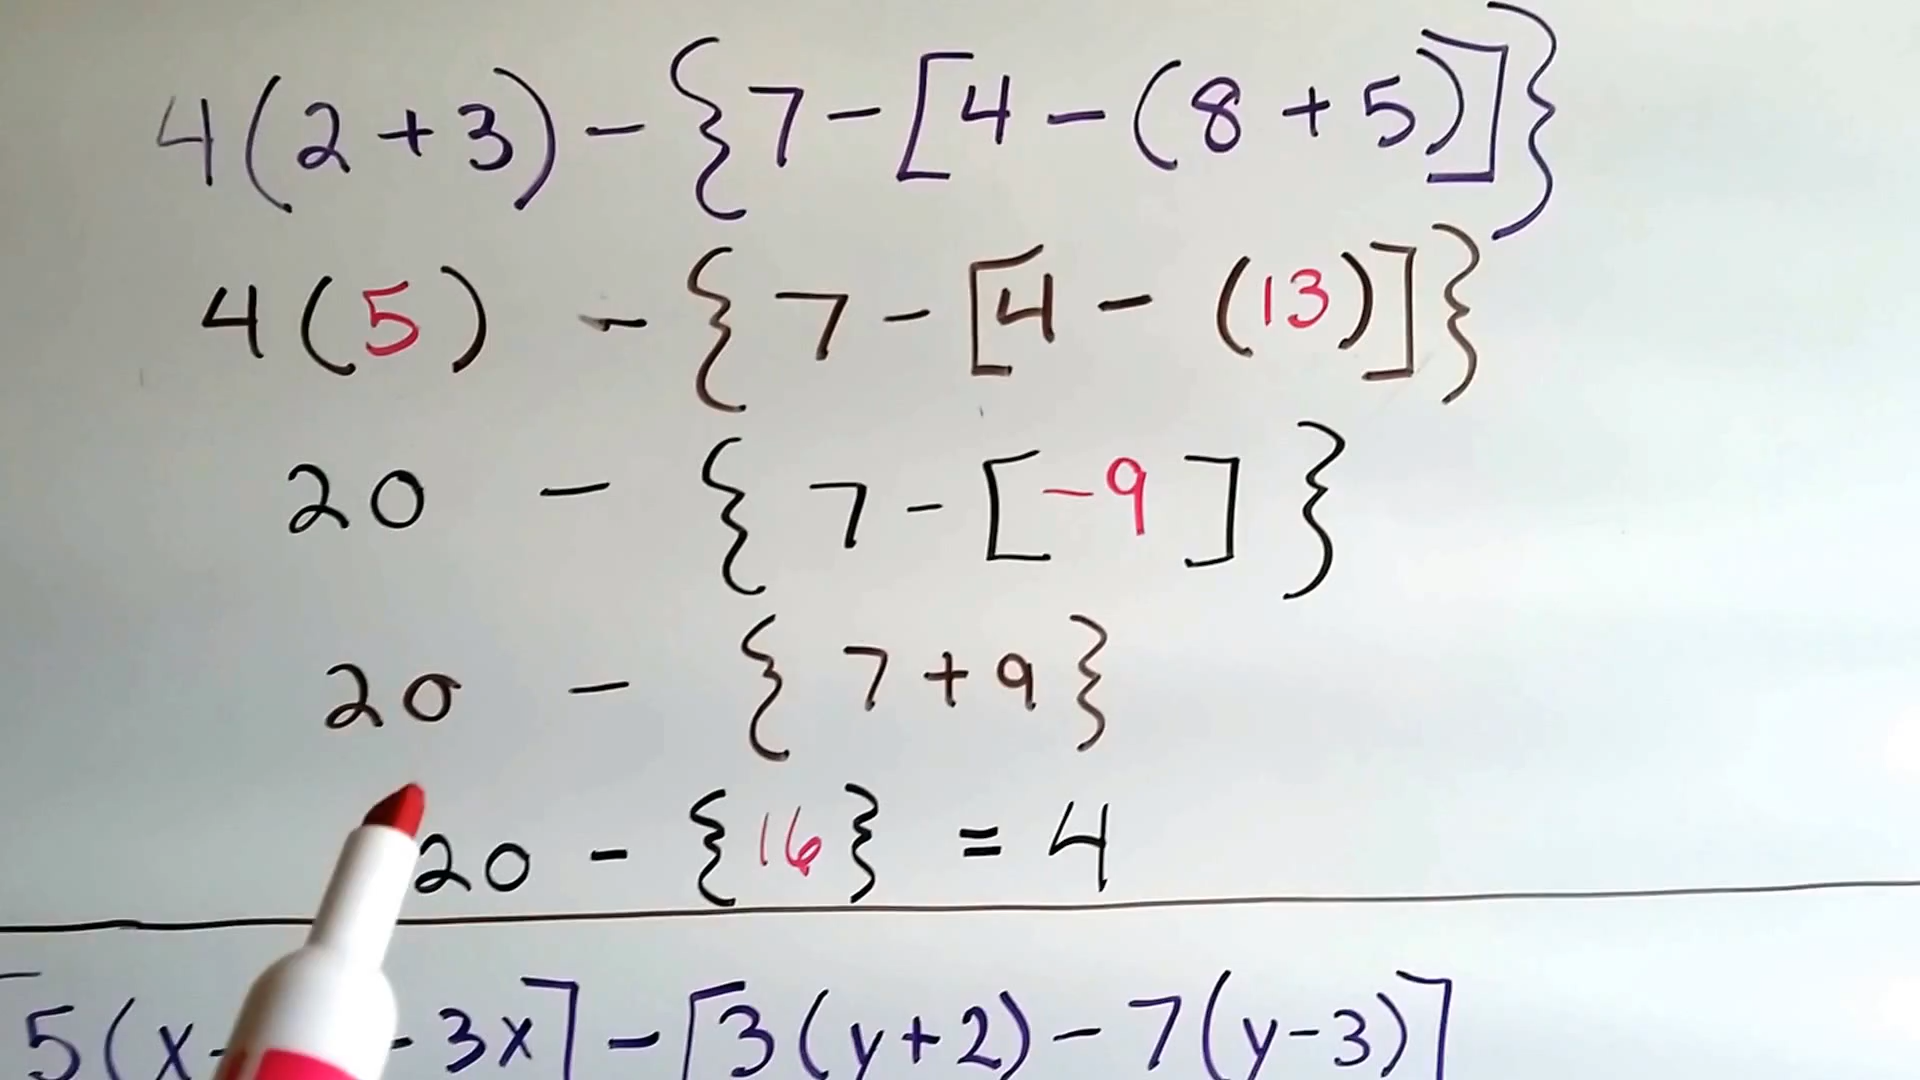 4(2+3)-{7-[4-(8+5)]}
4(5) -{7-[4-(13)]}
20 - {7-[-9]}
20 - {7+9}
20 - {16} = 4
[5(x- -3x]-[3(y+2)-7(y-3)]